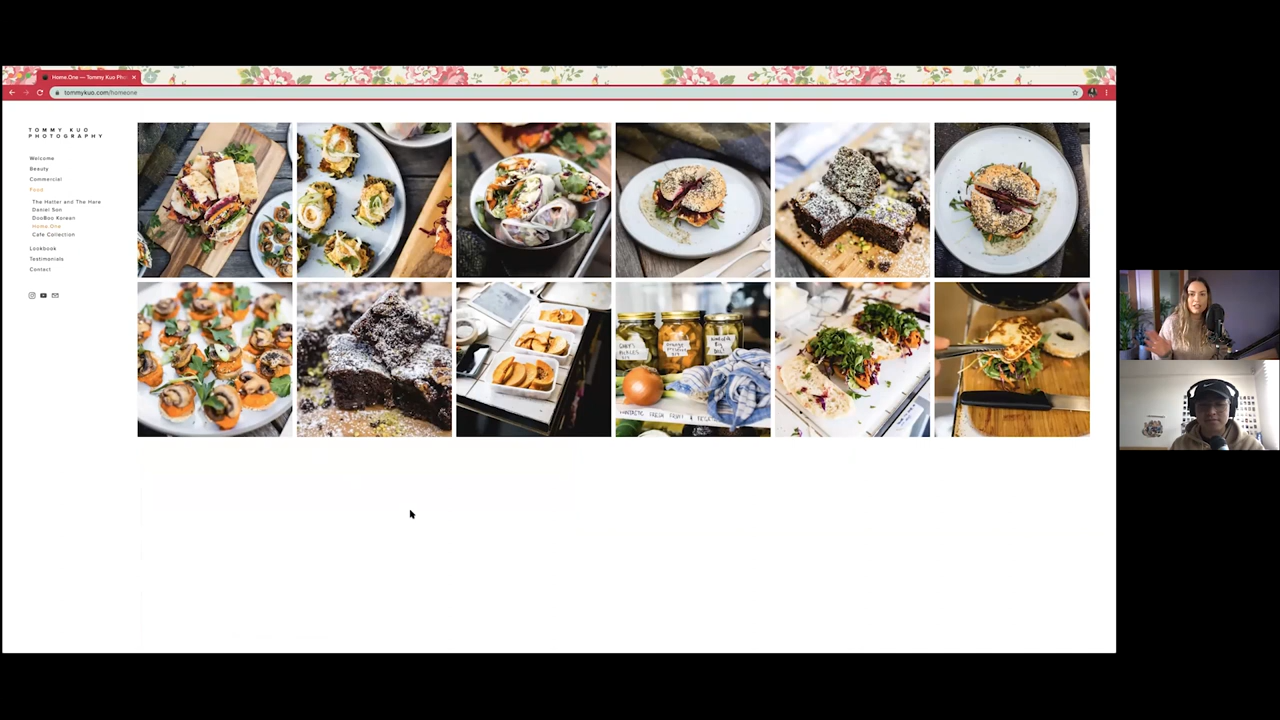 Home.One — Tommy Kuo Phot
tommykuo.com/homeone
TOMMY KUO
PHOTOGRAPHY
Welcome
Beauty
Commercial
Food
The Hatter and The Hare
Daniel Son
DooBoo Korean
Home.One
Cafe Collection
Lookbook
Testimonials
Contact